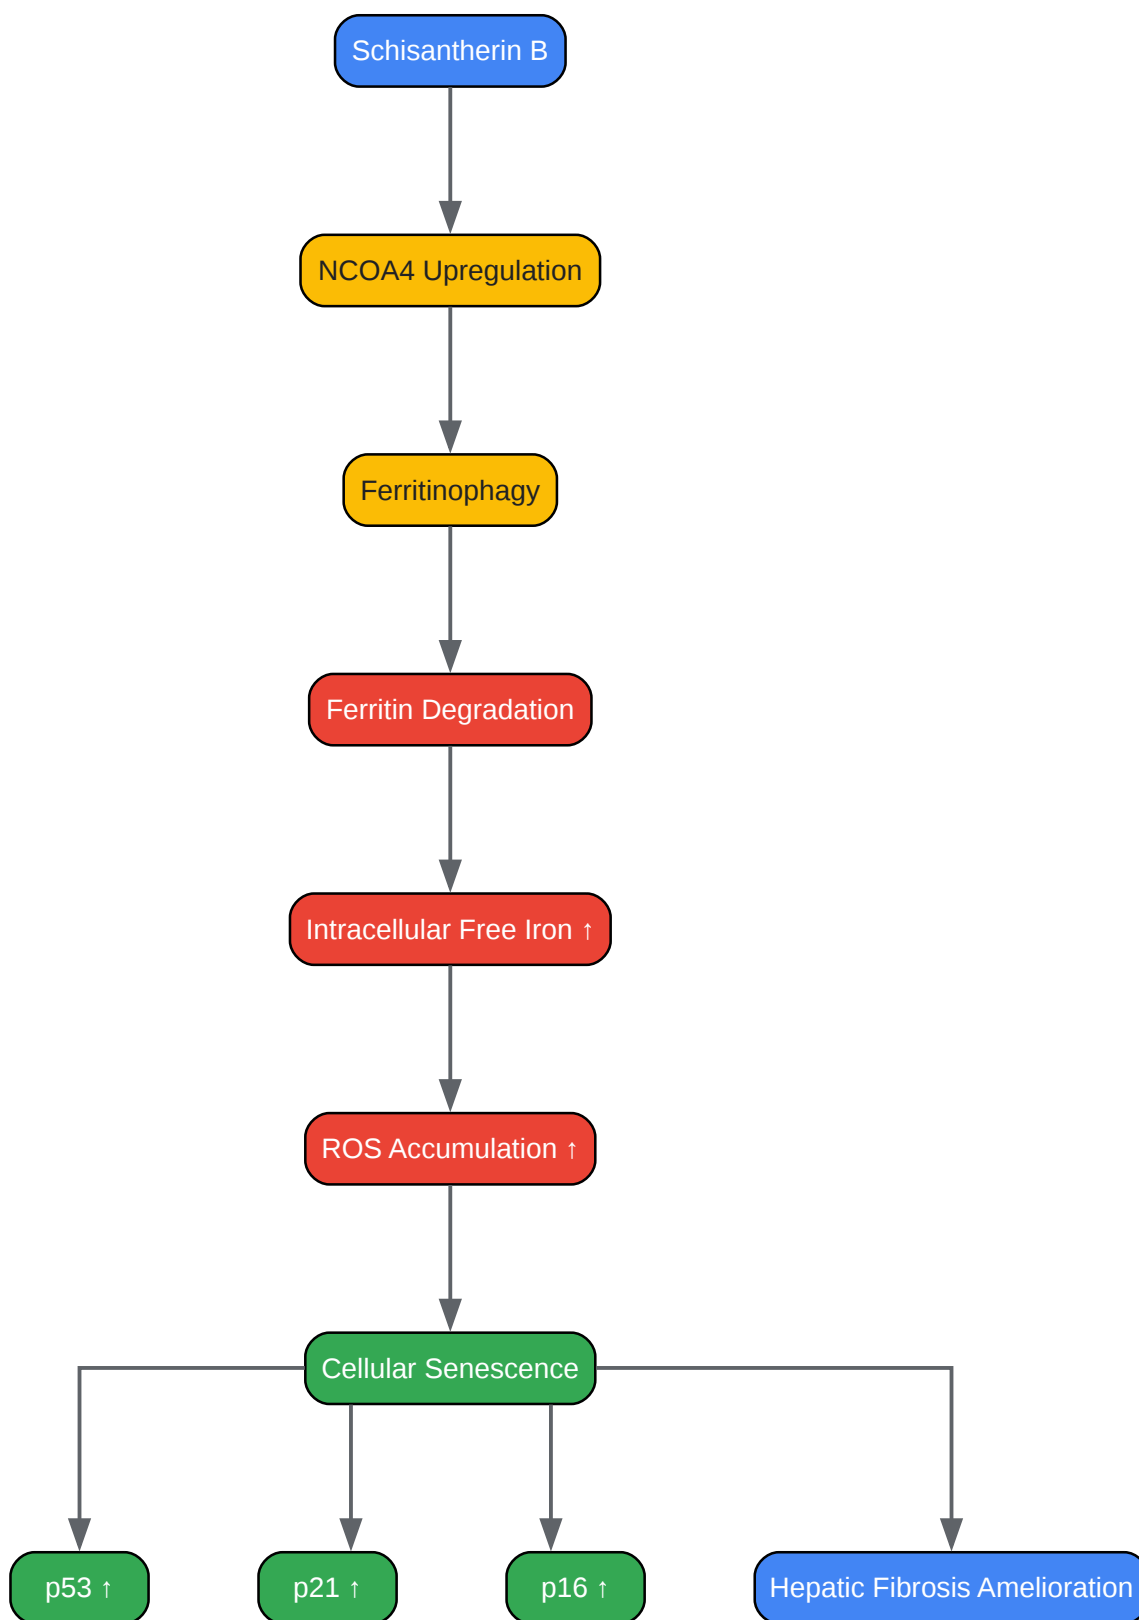 Schisantherin B
NCOA4 Upregulation
Ferritinophagy
Ferritin Degradation
Intracellular Free Iron ↑
ROS Accumulation ↑
Cellular Senescence
p53 ↑
p21 ↑
p16 ↑
Hepatic Fibrosis Amelioration